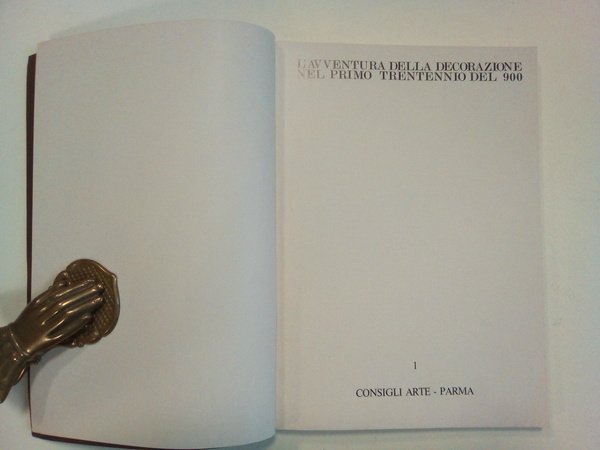 L'AVVENTURA DELLA DECORAZIONE
NEL PRIMO TRENTENNIO DEL 900
1
CONSIGLI ARTE - PARMA